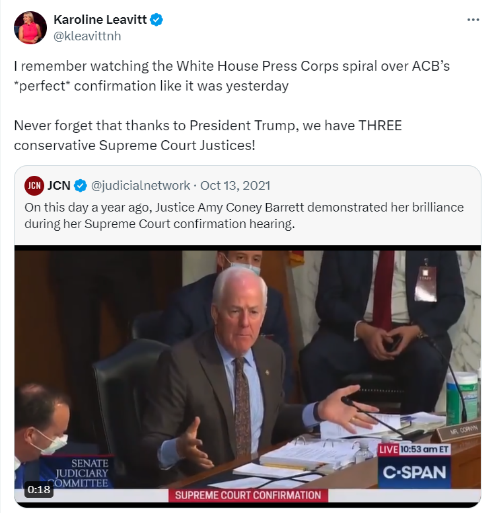 Karoline Leavitt
@kleavittnh
I remember watching the White House Press Corps spiral over ACB's
*perfect* confirmation like it was yesterday
Never forget that thanks to President Trump, we have THREE
conservative Supreme Court Justices!
JCN
JCN @judicialnetwork · Oct 13, 2021
On this day a year ago, Justice Amy Coney Barrett demonstrated her brilliance
during her Supreme Court confirmation hearing.
MR. CORNYN
LIVE 10:53 am ET
SENATE
JUDICIARY
COMMITTEE
C-SPAN
0:18
SUPREME COURT CONFIRMATION